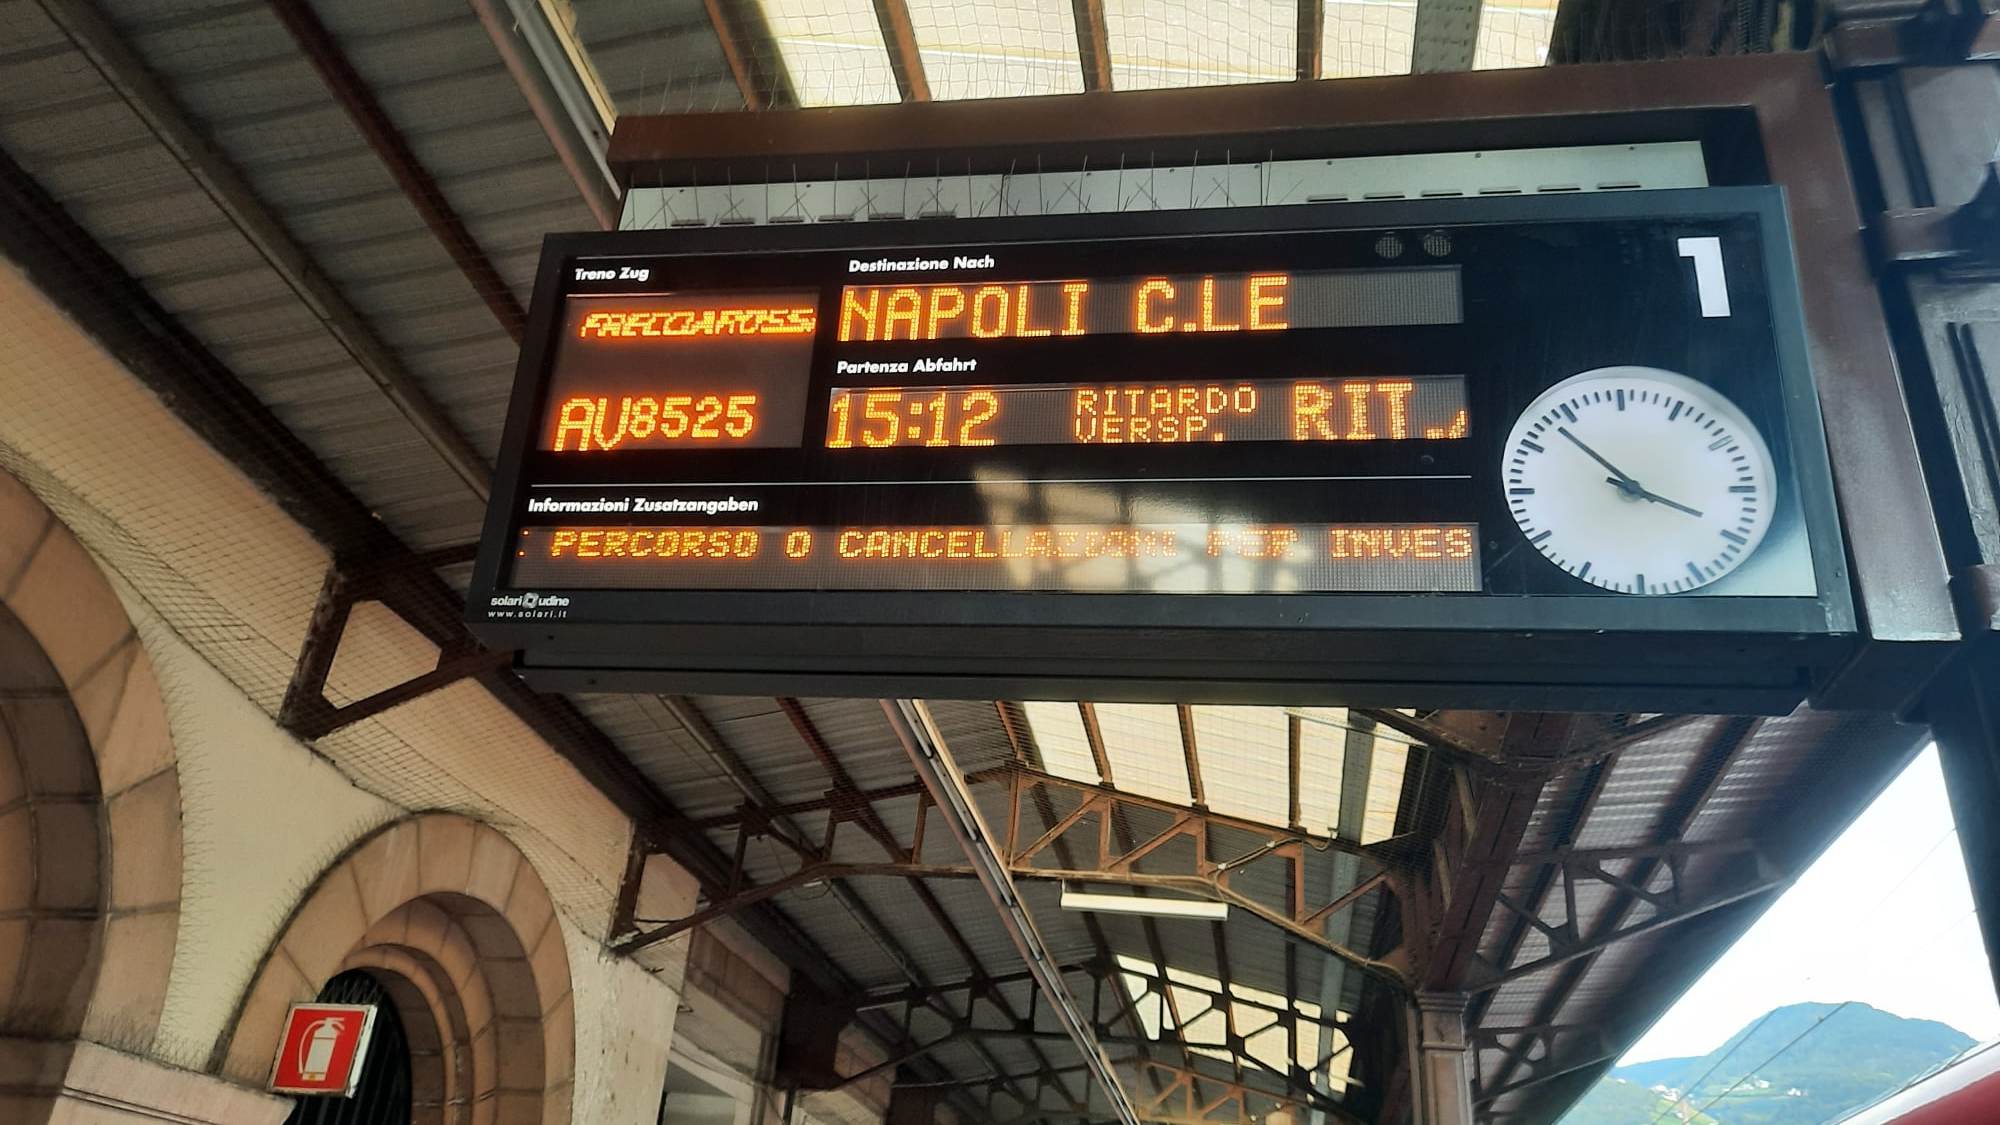 1
Treno Zug
Destinazione Nach
FRECCIAROSS
NAPOLI C.LE
Partenza Abfahrt
AV8525
15:12 RITARDO VERSP. RIT.
Informazioni Zusatzangaben
: PERCORSO O CANCELLAZIONI PER INVES
solari udine
www.solari.it